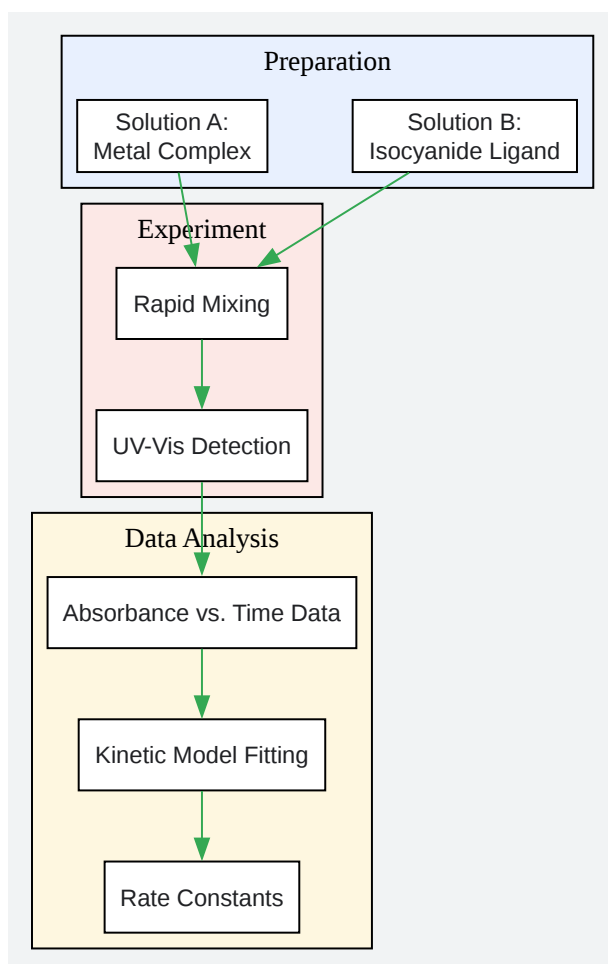 Preparation
Solution A:
Metal Complex
Solution B:
Isocyanide Ligand
Experiment
Rapid Mixing
UV-Vis Detection
Data Analysis
Absorbance vs. Time Data
Kinetic Model Fitting
Rate Constants